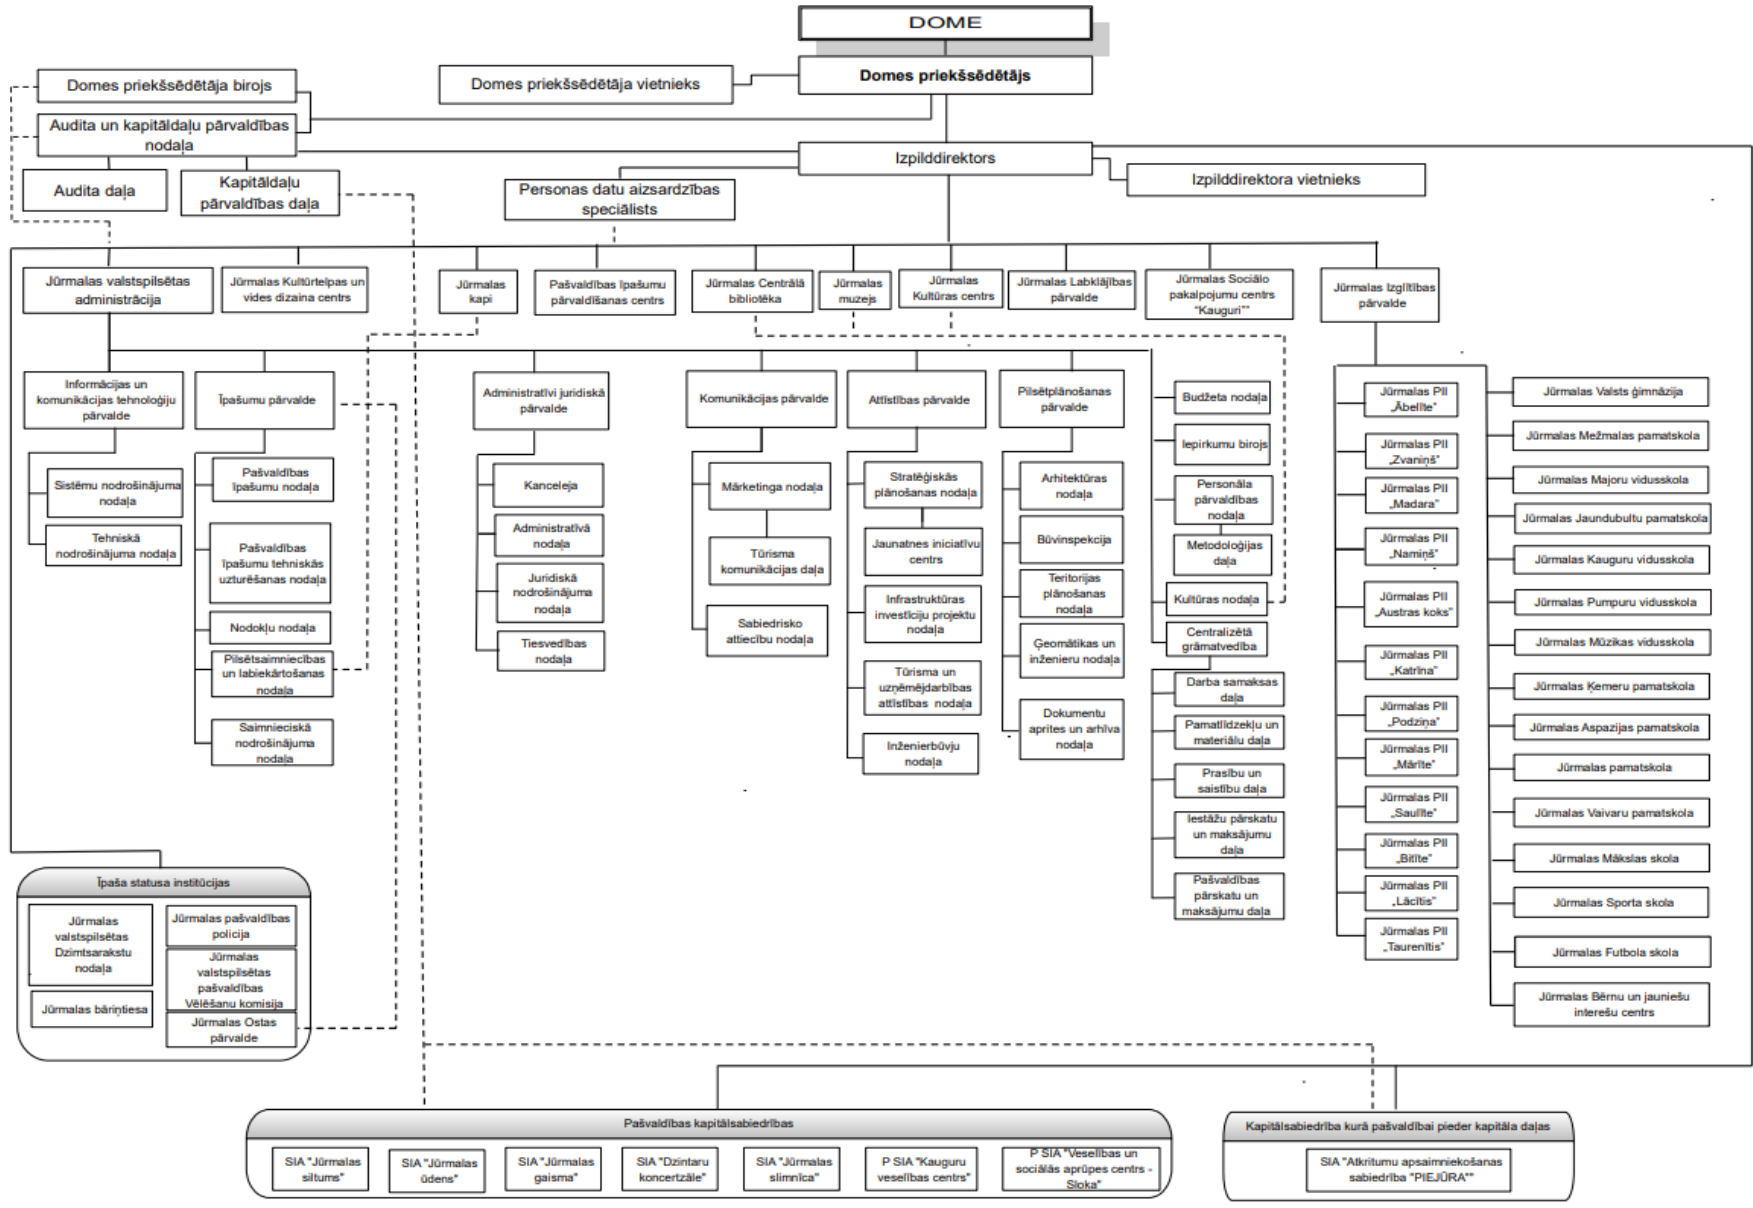 DOME
Domes priekšsēdētājs
Domes priekšsēdētāja vietnieks
Domes priekšsēdētāja birojs
Audita un kapitāldaļu pārvaldības
nodaļa
Audita daļa
Kapitāldaļu
pārvaldības daļa
Izpilddirektors
Izpilddirektora vietnieks
Personas datu aizsardzības
speciālists
Jūrmalas valstspilsētas
administrācija
Jūrmalas Kultūrtelpas un
vides dizaina centrs
Jūrmalas
kapi
Pašvaldības īpašumu
pārvaldīšanas centrs
Jūrmalas Centrālā
bibliotēka
Jūrmalas
muzejs
Jūrmalas
Kultūras centrs
Jūrmalas Labklājības
pārvalde
Jūrmalas Sociālo
pakalpojumu centrs
"Kauguri""
Jūrmalas Izglītības
pārvalde
Informācijas un
komunikācijas tehnoloģiju
pārvalde
Sistēmu nodrošinājuma
nodaļa
Tehniskā
nodrošinājuma nodaļa
Īpašumu pārvalde
Pašvaldības
īpašumu nodaļa
Pašvaldības
īpašumu tehniskās
uzturēšanas nodaļa
Nodokļu nodaļa
Pilsētsaimniecības
un labiekārtošanas
nodaļa
Saimnieciskā
nodrošinājuma
nodaļa
Administratīvi juridiskā
pārvalde
Kanceleja
Administratīvā
nodaļa
Juridiskā
nodrošinājuma
nodaļa
Tiesvedības
nodaļa
Komunikācijas pārvalde
Mārketinga nodaļa
Tūrisma
komunikācijas daļa
Sabiedrisko
attiecību nodaļa
Attīstības pārvalde
Stratēģiskās
plānošanas nodaļa
Jaunatnes iniciatīvu
centrs
Infrastruktūras
investīciju projektu
nodaļa
Tūrisma un
uzņēmējdarbības
attīstības nodaļa
Inženierbūvju
nodaļa
Pilsētplānošanas
pārvalde
Arhitektūras
nodaļa
Būvinspekcija
Teritorijas
plānošanas
nodaļa
Ģeomātikas un
inženieru nodaļa
Dokumentu
aprites un arhīva
nodaļa
Budžeta nodaļa
Iepirkumu birojs
Personāla
pārvaldības
nodaļa
Metodoloģijas
daļa
Kultūras nodaļa
Centralizētā
grāmatvedība
Darba samaksas
daļa
Pamatlīdzekļu un
materiālu daļa
Prasību un
saistību daļa
Iestāžu pārskatu
un maksājumu
daļa
Pašvaldības
pārskatu un
maksājumu daļa
Jūrmalas PII
„Ābelīte"
Jūrmalas PII
„Zvaniņš"
Jūrmalas PII
„Madara"
Jūrmalas PII
„Namiņš"
Jūrmalas PII
„Austras koks"
Jūrmalas PII
„Katrīna"
Jūrmalas PII
„Podziņa"
Jūrmalas PII
„Mārīte"
Jūrmalas PII
„Saulīte"
Jūrmalas PII
„Bitīte"
Jūrmalas PII
„Lācītis"
Jūrmalas PII
„Taurenītis"
Jūrmalas Valsts ģimnāzija
Jūrmalas Mežmalas pamatskola
Jūrmalas Majoru vidusskola
Jūrmalas Jaundubultu pamatskola
Jūrmalas Kauguru vidusskola
Jūrmalas Pumpuru vidusskola
Jūrmalas Mūzikas vidusskola
Jūrmalas Ķemeru pamatskola
Jūrmalas Aspazijas pamatskola
Jūrmalas pamatskola
Jūrmalas Vaivaru pamatskola
Jūrmalas Mākslas skola
Jūrmalas Sporta skola
Jūrmalas Futbola skola
Jūrmalas Bērnu un jauniešu
interešu centrs
Īpaša statusa institūcijas
Jūrmalas
valstspilsētas
Dzimtsarakstu
nodaļa
Jūrmalas bāriņtiesa
Jūrmalas pašvaldības
policija
Jūrmalas
valstspilsētas
pašvaldības
Vēlēšanu komisija
Jūrmalas Ostas
pārvalde
Pašvaldības kapitālsabiedrības
SIA "Jūrmalas
siltums"
SIA "Jūrmalas
ūdens"
SIA "Jūrmalas
gaisma"
SIA "Dzintaru
koncertzāle"
SIA "Jūrmalas
slimnīca"
P SIA "Kauguru
veselības centrs"
P SIA "Veselības un
sociālās aprūpes centrs -
Sloka"
Kapitālsabiedrība kurā pašvaldībai pieder kapitāla daļas
SIA "Atkritumu apsaimniekošanas
sabiedrība "PIEJŪRA""